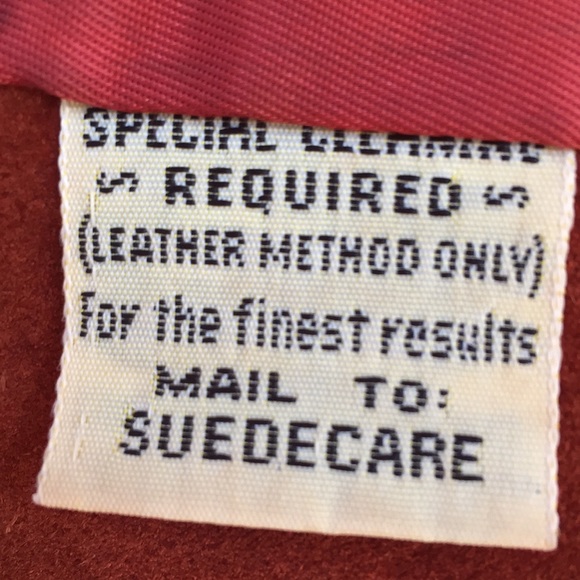 SPECIAL CLEANING
~ REQUIRED ~
(LEATHER METHOD ONLY)
For the finest results
MAIL TO:
SUEDECARE